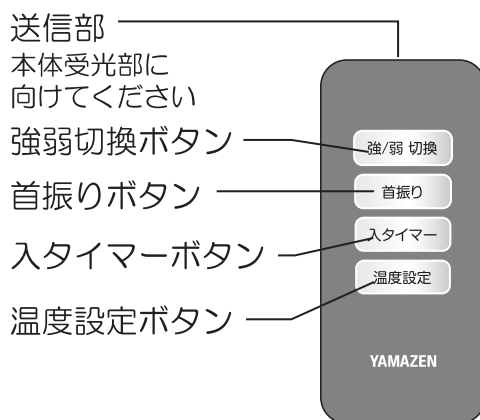 送信部
本体受光部に
向けてください
強弱切換ボタン
首振りボタン
入タイマーボタン
温度設定ボタン
強/弱 切換
首振り
入タイマー
温度設定
YAMAZEN